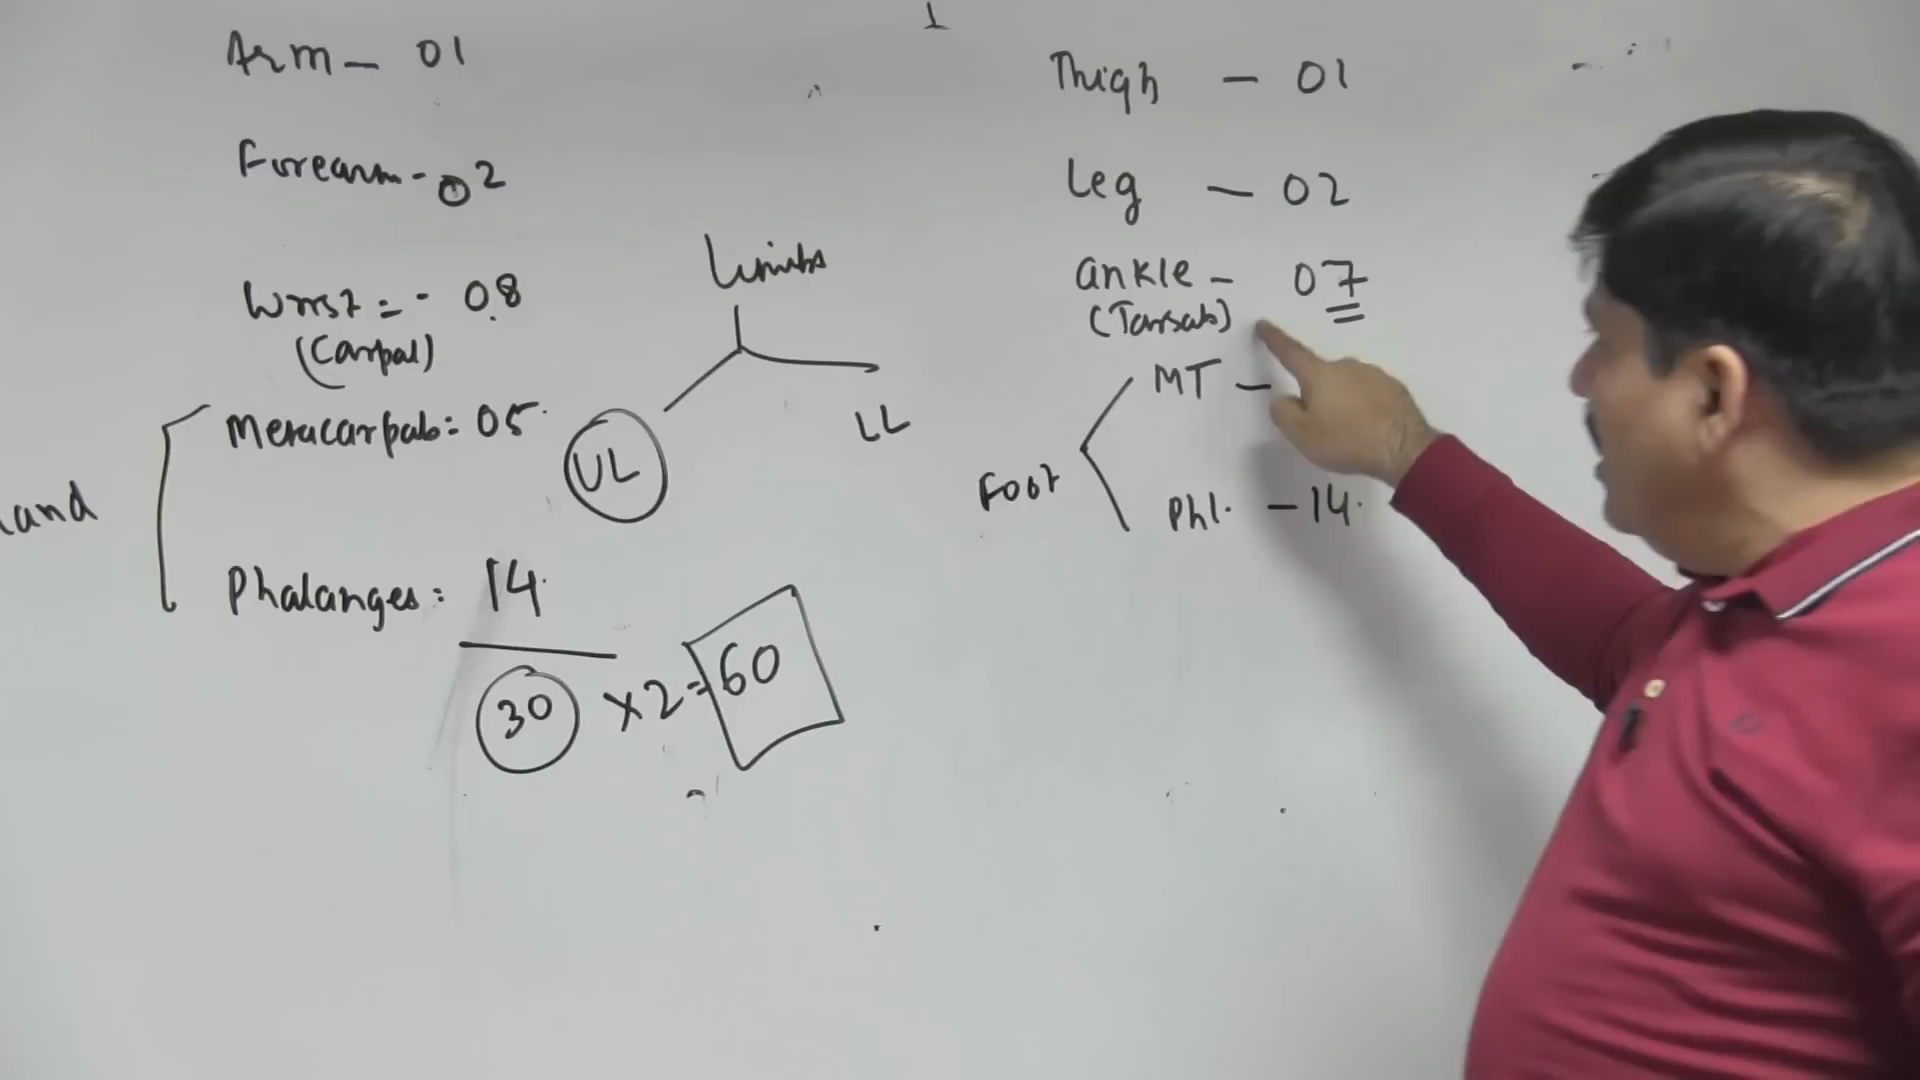 Arm - 01
Forearm - 02
Wrist = - 08
(Carpal)
Metacarpals = 05
Phalanges = 14
30 x2 = 60
Limbs
UL
LL
Thigh - 01
Leg - 02
ankle - 07
(Tarsals)
Foot
MT -
Phl. - 14